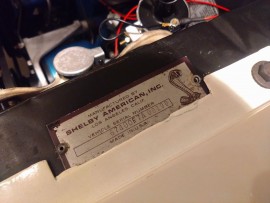 MANUFACTURED BY
SHELBY AMERICAN, INC.
LOS ANGELES CALIF.
VEHICLE SERIAL NUMBER
MADE IN U.S.A.